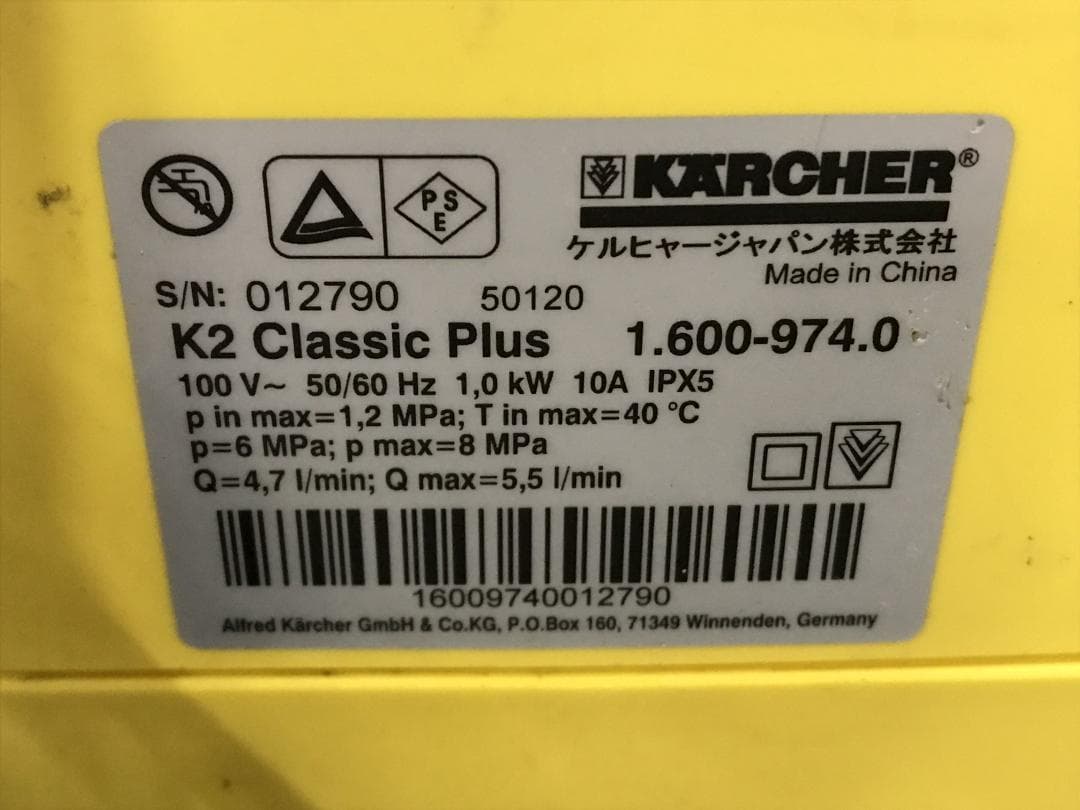 PSE
KÄRCHER®
ケルヒャージャパン株式会社
Made in China
S/N: 012790 50120
K2 Classic Plus 1.600-974.0
100 V~ 50/60 Hz 1,0 kW 10A IPX5
p in max=1,2 MPa; T in max=40 °C
p=6 MPa; p max=8 MPa
Q=4,7 l/min; Q max=5,5 l/min
16009740012790
Alfred Kärcher GmbH & Co.KG, P.O.Box 160, 71349 Winnenden, Germany